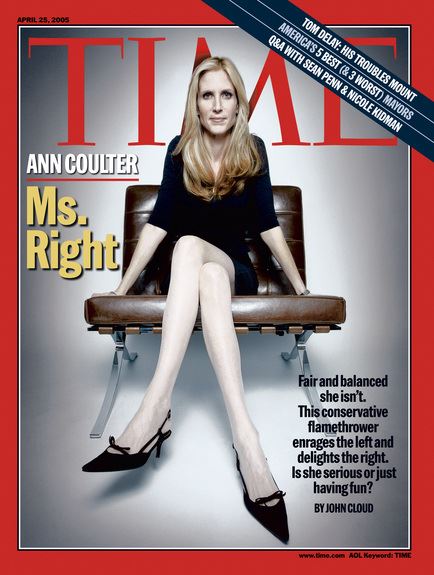 APRIL 25, 2005
TOM DELAY: HIS TROUBLES MOUNT
AMERICA'S 5 BEST (& 3 WORST) MAYORS
Q&A WITH SEAN PENN & NICOLE KIDMAN
TIME
ANN COULTER
Ms.
Right
Fair and balanced
she isn't.
This conservative
flamethrower
enrages the left and
delights the right.
Is she serious or just
having fun?
BY JOHN CLOUD
www.time.com AOL Keyword: TIME